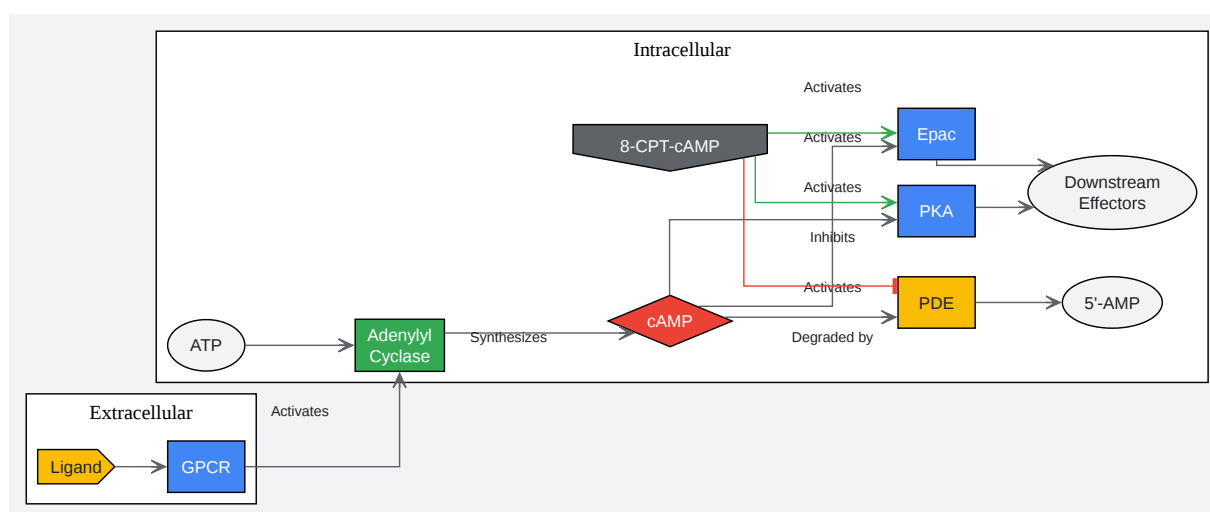 Intracellular
Activates
8-CPT-cAMP
Activates
Epac
Activates
Downstream
Effectors
PKA
Inhibits
Activates
cAMP
PDE
5'-AMP
ATP
Adenylyl
Cyclase
Synthesizes
Degraded by
Extracellular
Activates
Ligand
GPCR